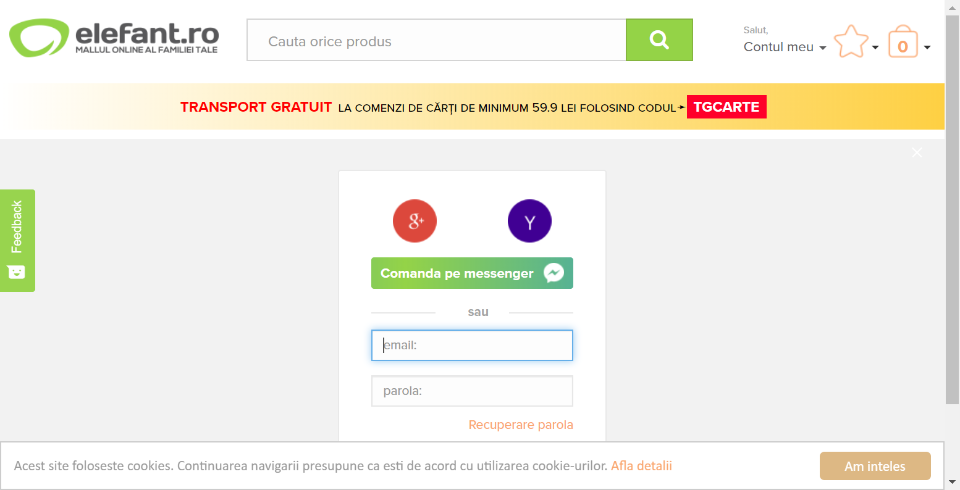 elefant.ro
MALLUL ONLINE AL FAMILIEI TALE
Cauta orice produs
Salut,
Contul meu
0
TRANSPORT GRATUIT LA COMENZI DE CĂRȚI DE MINIMUM 59.9 LEI FOLOSIND CODUL TGCARTE
Feedback
g+
Y
Comanda pe messenger
sau
email:
parola:
Recuperare parola
Acest site foloseste cookies. Continuarea navigarii presupune ca esti de acord cu utilizarea cookie-urilor. Afla detalii
Am inteles